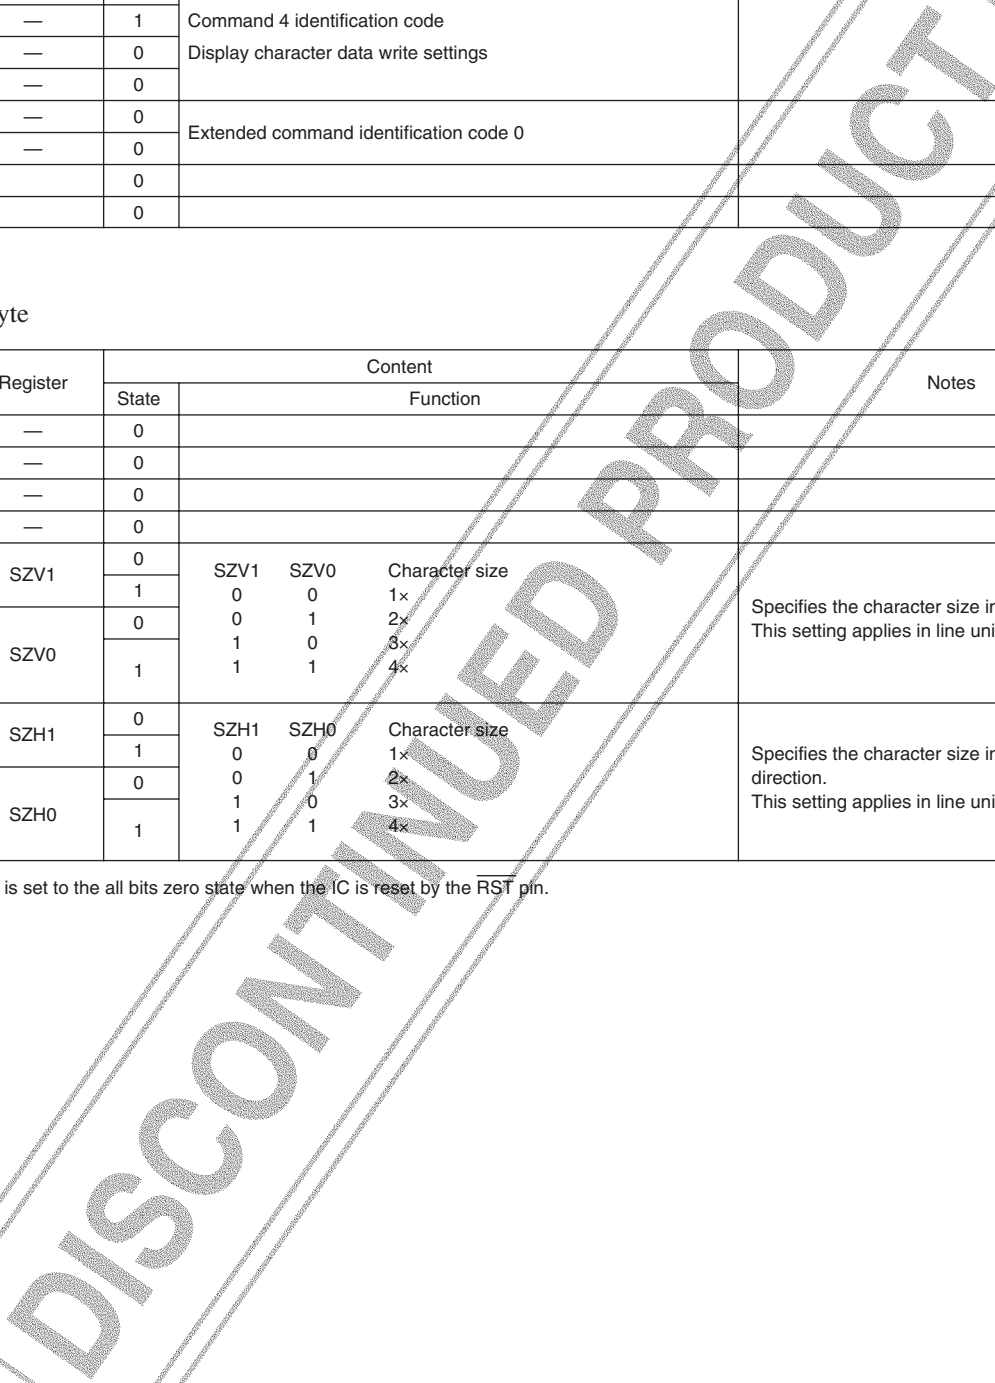 — 1 Command 4 identification code
— 0 Display character data write settings
— 0
— 0
Extended command identification code 0
— 0
0
0
Register Content Notes
State Function
— 0
— 0
— 0
— 0
SZV1 0
SZV1 SZV0 Character size
1
0 0 1×
Specifies the character size
SZV0 0
0 1 2×
This setting applies in line
1 0 3×
1
1 1 4×
SZH1 0
SZH1 SZH0 Character size
1
0 0 1×
Specifies the character size
SZH0 0
0 1 2×
direction.
1 0 3×
This setting applies in line
1
1 1 4×
is set to the all bits zero state when the IC is reset by the RST pin.
DISCONTINUED PRODUCT